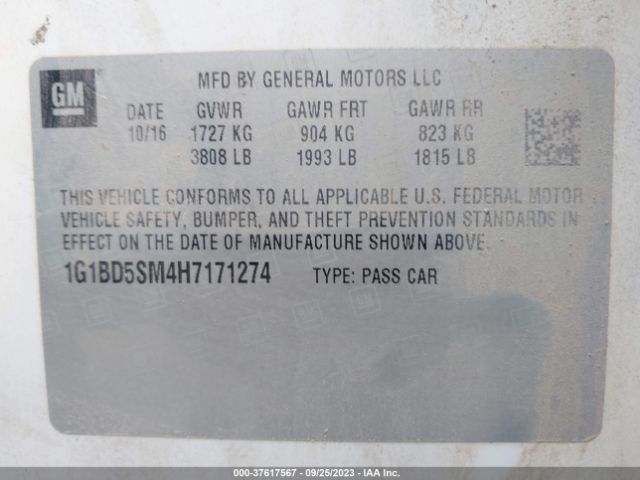 GM
MFD BY GENERAL MOTORS LLC
DATE GVWR GAWR FRT GAWR RR
10/16 1727 KG 904 KG 823 KG
3808 LB 1993 LB 1815 LB
THIS VEHICLE CONFORMS TO ALL APPLICABLE U.S. FEDERAL MOTOR
VEHICLE SAFETY, BUMPER, AND THEFT PREVENTION STANDARDS IN
EFFECT ON THE DATE OF MANUFACTURE SHOWN ABOVE.
1G1BD5SM4H7171274 TYPE: PASS CAR
000-37617567 - 09/25/2023 - IAA Inc.